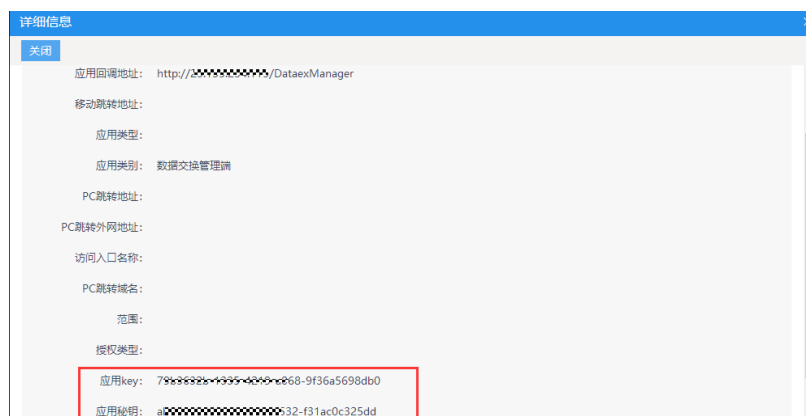 详细信息
关闭
应用回调地址： http:///DataexManager
移动跳转地址：
应用类型：
应用类别： 数据交换管理端
PC跳转地址：
PC跳转外网地址：
访问入口名称：
PC跳转域名：
范围：
授权类型：
应用key： -9f36a5698db0
应用秘钥： 532-f31ac0c325dd